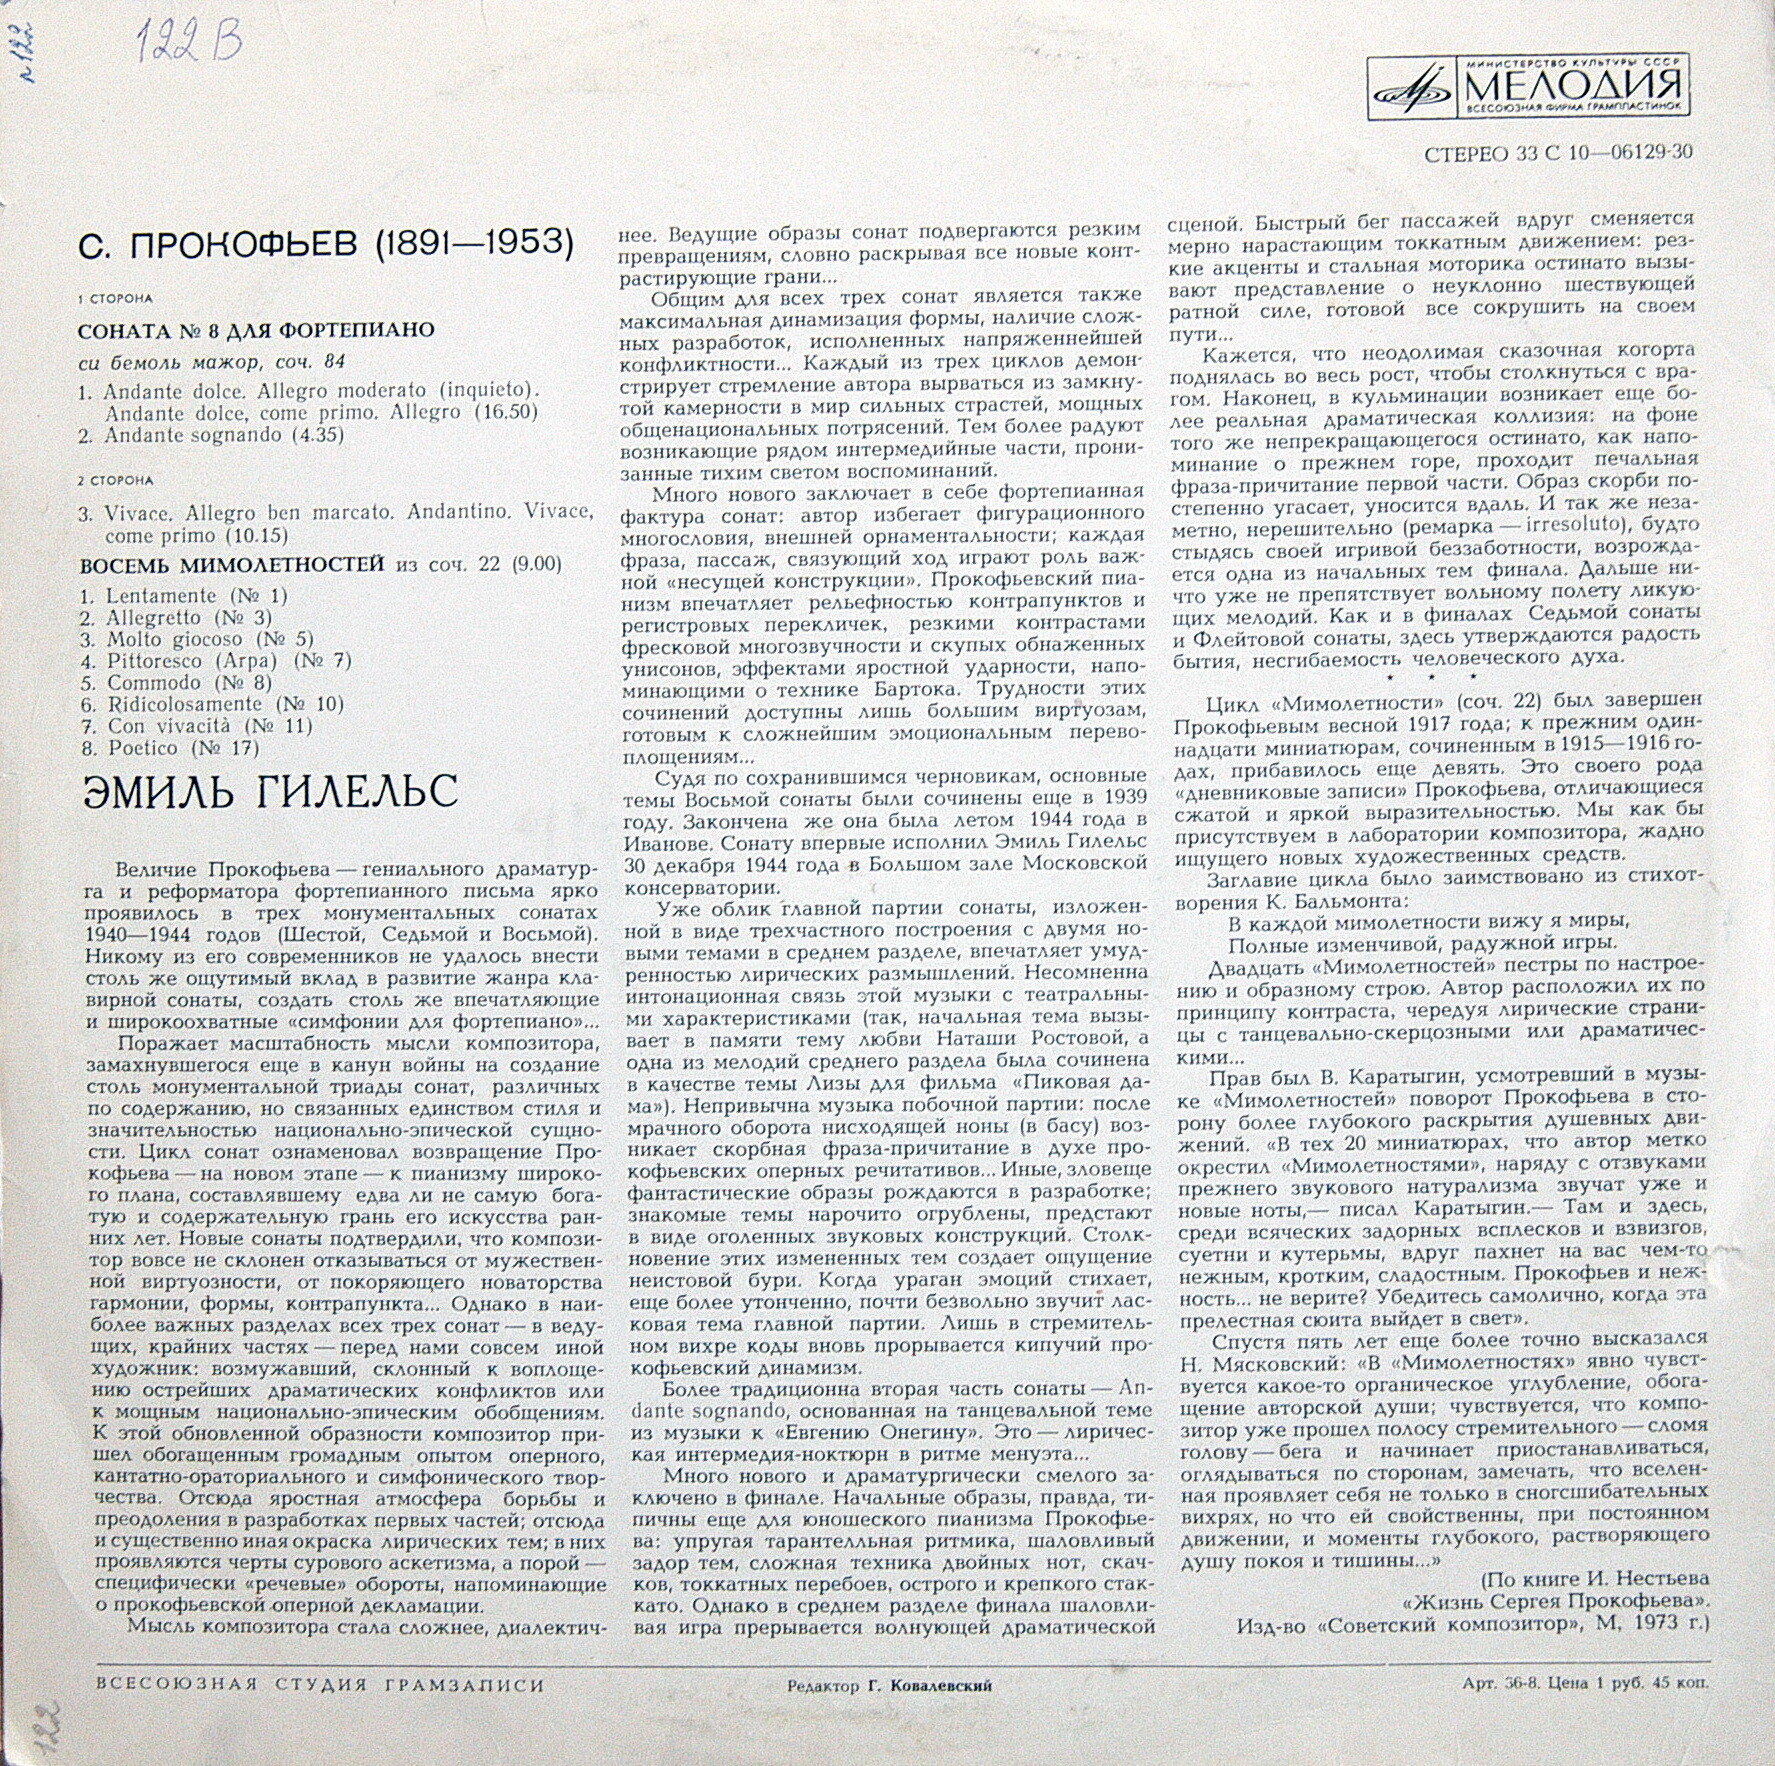 №122
122 В
МИНИСТЕРСТВО КУЛЬТУРЫ СССР
МЕЛОДИЯ
ВСЕСОЮЗНАЯ ФИРМА ГРАМПЛАСТИНОК
СТЕРЕО 33 С 10—06129-30
С. ПРОКОФЬЕВ (1891—1953)
1 СТОРОНА
СОНАТА № 8 ДЛЯ ФОРТЕПИАНО
си бемоль мажор, соч. 84
1. Andante dolce. Allegro moderato (inquieto).
Andante dolce, come primo. Allegro (16.50)
2. Andante sognando (4.35)
2 СТОРОНА
3. Vivace. Allegro ben marcato. Andantino. Vivace,
come primo (10.15)
ВОСЕМЬ МИМОЛЕТНОСТЕЙ из соч. 22 (9.00)
1. Lentamente (№ 1)
2. Allegretto (№ 3)
3. Molto giocoso (№ 5)
4. Pittoresco (Arpa) (№ 7)
5. Commodo (№ 8)
6. Ridicolosamente (№ 10)
7. Con vivacità (№ 11)
8. Poetico (№ 17)
ЭМИЛЬ ГИЛЕЛЬС
Величие Прокофьева — гениального драматур-
га и реформатора фортепианного письма ярко
проявилось в трех монументальных сонатах
1940—1944 годов (Шестой, Седьмой и Восьмой).
Никому из его современников не удалось внести
столь же ощутимый вклад в развитие жанра кла-
вирной сонаты, создать столь же впечатляющие
и широкоохватные «симфонии для фортепиано»...
Поражает масштабность мысли композитора,
замахнувшегося еще в канун войны на создание
столь монументальной триады сонат, различных
по содержанию, но связанных единством стиля и
значительностью национально-эпической сущно-
сти. Цикл сонат ознаменовал возвращение Про-
кофьева — на новом этапе — к пианизму широко-
го плана, составлявшему едва ли не самую бога-
тую и содержательную грань его искусства ран-
них лет. Новые сонаты подтвердили, что компози-
тор вовсе не склонен отказываться от мужествен-
ной виртуозности, от покоряющего новаторства
гармонии, формы, контрапункта... Однако в наи-
более важных разделах всех трех сонат — в веду-
щих, крайних частях — перед нами совсем иной
художник: возмужавший, склонный к воплоще-
нию острейших драматических конфликтов или
к мощным национально-эпическим обобщениям.
К этой обновленной образности композитор при-
шел обогащенным громадным опытом оперного,
кантатно-ораториального и симфонического твор-
чества. Отсюда яростная атмосфера борьбы и
преодоления в разработках первых частей; отсюда
и существенно иная окраска лирических тем; в них
проявляются черты сурового аскетизма, а порой —
специфически «речевые» обороты, напоминающие
о прокофьевской оперной декламации.
Мысль композитора стала сложнее, диалектич-
нее. Ведущие образы сонат подвергаются резким
превращениям, словно раскрывая все новые конт-
растирующие грани...
Общим для всех трех сонат является также
максимальная динамизация формы, наличие слож-
ных разработок, исполненных напряженнейшей
конфликтности... Каждый из трех циклов демон-
стрирует стремление автора вырваться из замкну-
той камерности в мир сильных страстей, мощных
общенациональных потрясений. Тем более радуют
возникающие рядом интермедийные части, прони-
занные тихим светом воспоминаний.
Много нового заключает в себе фортепианная
фактура сонат: автор избегает фигурационного
многословия, внешней орнаментальности; каждая
фраза, пассаж, связующий ход играют роль важ-
ной «несущей конструкции». Прокофьевский пиа-
низм впечатляет рельефностью контрапунктов и
регистровых перекличек, резкими контрастами
фресковой многозвучности и скупых обнаженных
унисонов, эффектами яростной ударности, напо-
минающими о технике Бартока. Трудности этих
сочинений доступны лишь большим виртуозам,
готовым к сложнейшим эмоциональным перево-
площениям...
Судя по сохранившимся черновикам, основные
темы Восьмой сонаты были сочинены еще в 1939
году. Закончена же она была летом 1944 года в
Иванове. Сонату впервые исполнил Эмиль Гилельс
30 декабря 1944 года в Большом зале Московской
консерватории.
Уже облик главной партии сонаты, изложен-
ной в виде трехчастного построения с двумя но-
выми темами в среднем разделе, впечатляет умуд-
ренностью лирических размышлений. Несомненна
интонационная связь этой музыки с театральны-
ми характеристиками (так, начальная тема вызы-
вает в памяти тему любви Наташи Ростовой, а
одна из мелодий среднего раздела была сочинена
в качестве темы Лизы для фильма «Пиковая да-
ма»). Непривычна музыка побочной партии: после
мрачного оборота нисходящей ноны (в басу) воз-
никает скорбная фраза-причитание в духе про-
кофьевских оперных речитативов... Иные, зловеще
фантастические образы рождаются в разработке;
знакомые темы нарочито огрублены, предстают
в виде оголенных звуковых конструкций. Столк-
новение этих измененных тем создает ощущение
неистовой бури. Когда ураган эмоций стихает,
еще более утонченно, почти безвольно звучит лас-
ковая тема главной партии. Лишь в стремитель-
ном вихре коды вновь прорывается кипучий про-
кофьевский динамизм.
Более традиционна вторая часть сонаты — An-
dante sognando, основанная на танцевальной теме
из музыки к «Евгению Онегину». Это — лиричес-
кая интермедия-ноктюрн в ритме менуэта...
Много нового и драматургически смелого за-
ключено в финале. Начальные образы, правда, ти-
пичны еще для юношеского пианизма Прокофье-
ва: упругая тарантелльная ритмика, шаловливый
задор тем, сложная техника двойных нот, скач-
ков, токкатных перебоев, острого и крепкого стак-
като. Однако в среднем разделе финала шаловли-
вая игра прерывается волнующей драматической
сценой. Быстрый бег пассажей вдруг сменяется
мерно нарастающим токкатным движением: рез-
кие акценты и стальная моторика остинато вызы-
вают представление о неуклонно шествующей
ратной силе, готовой все сокрушить на своем
пути...
Кажется, что неодолимая сказочная когорта
поднялась во весь рост, чтобы столкнуться с вра-
гом. Наконец, в кульминации возникает еще бо-
лее реальная драматическая коллизия: на фоне
того же непрекращающегося остинато, как напо-
минание о прежнем горе, проходит печальная
фраза-причитание первой части. Образ скорби по-
степенно угасает, уносится вдаль. И так же неза-
метно, нерешительно (ремарка — irresoluto), будто
стыдясь своей игривой беззаботности, возрожда-
ется одна из начальных тем финала. Дальше ни-
что уже не препятствует вольному полету ликую-
щих мелодий. Как и в финалах Седьмой сонаты
и Флейтовой сонаты, здесь утверждаются радость
бытия, несгибаемость человеческого духа.
* * *
Цикл «Мимолетности» (соч. 22) был завершен
Прокофьевым весной 1917 года; к прежним один-
надцати миниатюрам, сочиненным в 1915—1916 го-
дах, прибавилось еще девять. Это своего рода
«дневниковые записи» Прокофьева, отличающиеся
сжатой и яркой выразительностью. Мы как бы
присутствуем в лаборатории композитора, жадно
ищущего новых художественных средств.
Заглавие цикла было заимствовано из стихот-
ворения К. Бальмонта:
В каждой мимолетности вижу я миры,
Полные изменчивой, радужной игры.
Двадцать «Мимолетностей» пестры по настрое-
нию и образному строю. Автор расположил их по
принципу контраста, чередуя лирические страни-
цы с танцевально-скерцозными или драматичес-
кими...
Прав был В. Каратыгин, усмотревший в музы-
ке «Мимолетностей» поворот Прокофьева в сто-
рону более глубокого раскрытия душевных дви-
жений. «В тех 20 миниатюрах, что автор метко
окрестил «Мимолетностями», наряду с отзвуками
прежнего звукового натурализма звучат уже и
новые ноты,— писал Каратыгин.— Там и здесь,
среди всяческих задорных всплесков и взвизгов,
суетни и кутерьмы, вдруг пахнет на вас чем-то
нежным, кротким, сладостным. Прокофьев и неж-
ность... не верите? Убедитесь самолично, когда эта
прелестная сюита выйдет в свет».
Спустя пять лет еще более точно высказался
Н. Мясковский: «В «Мимолетностях» явно чувст-
вуется какое-то органическое углубление, обога-
щение авторской души; чувствуется, что компо-
зитор уже прошел полосу стремительного — сломя
голову — бега и начинает приостанавливаться,
оглядываться по сторонам, замечать, что вселен-
ная проявляет себя не только в сногсшибательных
вихрях, но что ей свойственны, при постоянном
движении, и моменты глубокого, растворяющего
душу покоя и тишины...»
(По книге И. Нестьева
«Жизнь Сергея Прокофьева».
Изд-во «Советский композитор», М, 1973 г.)
ВСЕСОЮЗНАЯ СТУДИЯ ГРАМЗАПИСИ
Редактор Г. Ковалевский
Арт. 36-8. Цена 1 руб. 45 коп.
122